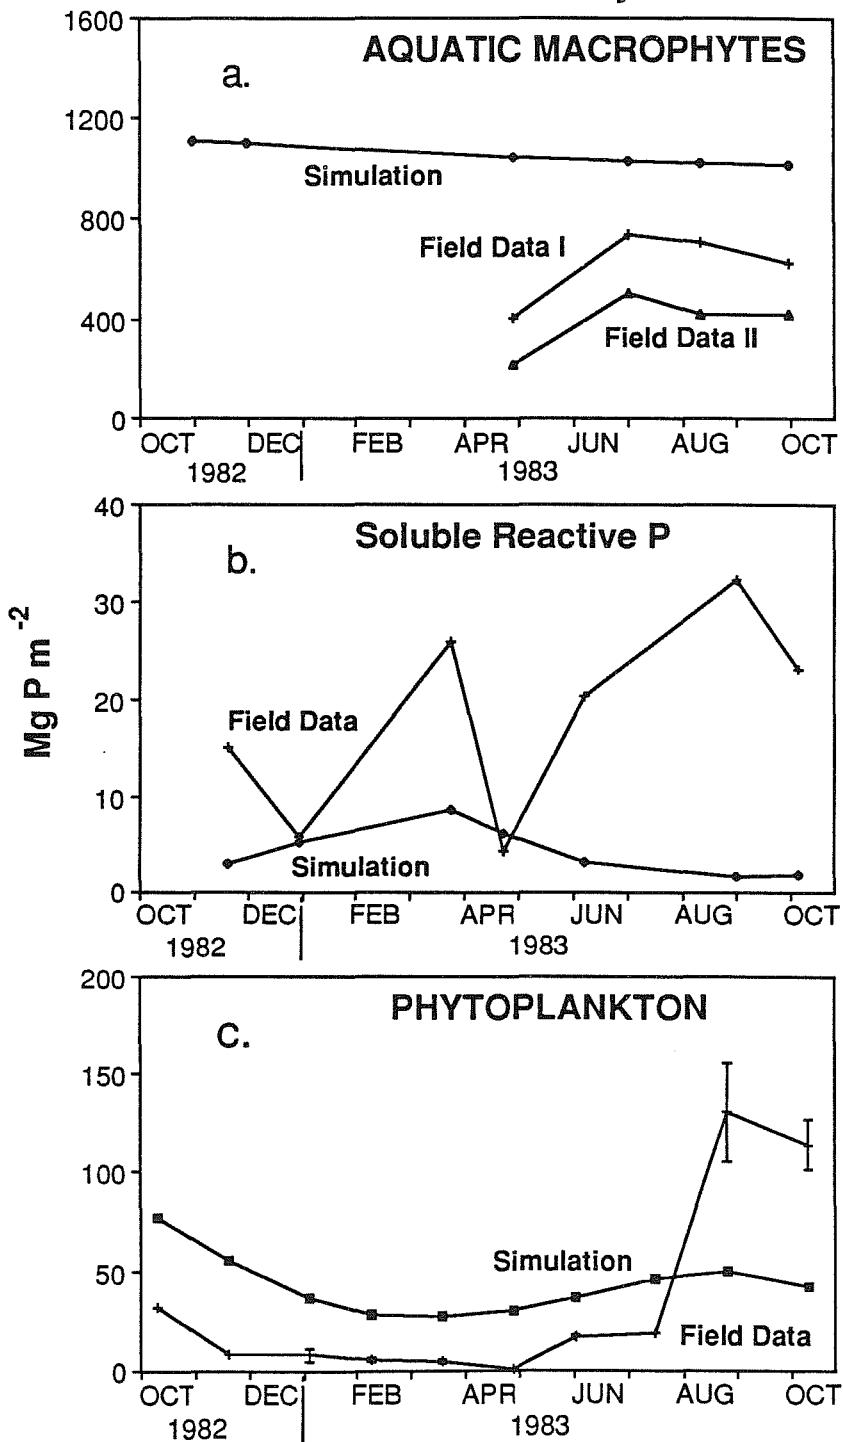 1600
AQUATIC MACROPHYTES
a.
1200
Simulation
800
Field Data I
400
Field Data II
0
OCT DEC FEB APR JUN AUG OCT
1982 1983
40
Soluble Reactive P
b.
30
Mg P m -2
Field Data
20
10
Simulation
0
OCT DEC FEB APR JUN AUG OCT
1982 1983
200
PHYTOPLANKTON
c.
150
100
Simulation
50
Field Data
0
OCT DEC FEB APR JUN AUG OCT
1982 1983